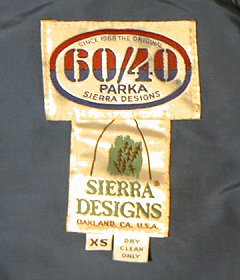 SINCE 1968 THE ORIGINAL
60/40
PARKA
SIERRA DESIGNS
SIERRA®
DESIGNS
OAKLAND, CA. U.S.A.
XS
DRY
CLEAN
ONLY